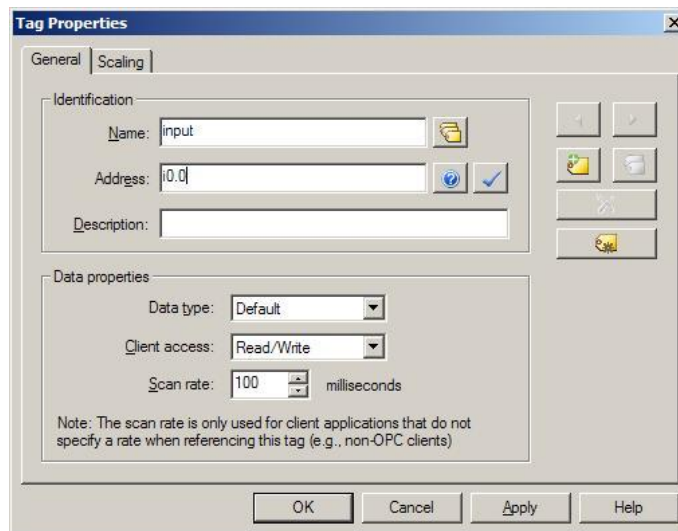 Tag Properties
General Scaling
Identification
Name: input
Address: i0.0
Description:
Data properties
Data type: Default
Client access: Read/Write
Scan rate: 100 milliseconds
Note: The scan rate is only used for client applications that do not
specify a rate when referencing this tag (e.g., non-OPC clients)
OK Cancel Apply Help